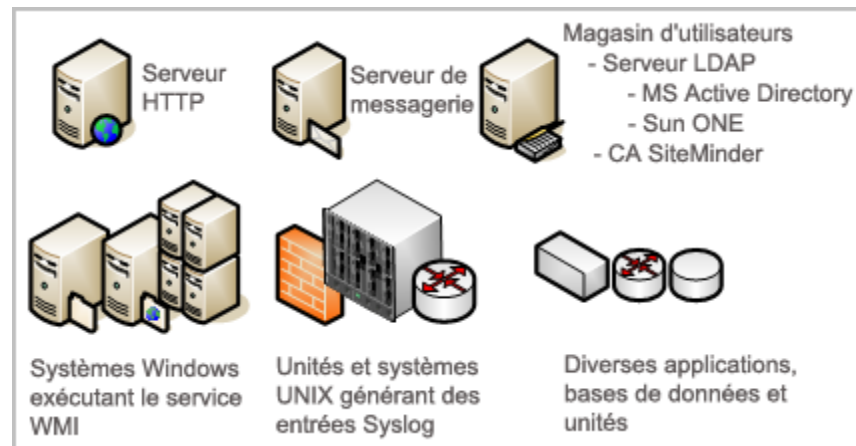 Serveur
HTTP
Serveur de
messagerie
Magasin d'utilisateurs
- Serveur LDAP
- MS Active Directory
- Sun ONE
- CA SiteMinder
Systèmes Windows
exécutant le service
WMI
Unités et systèmes
UNIX générant des
entrées Syslog
Diverses applications,
bases de données et
unités